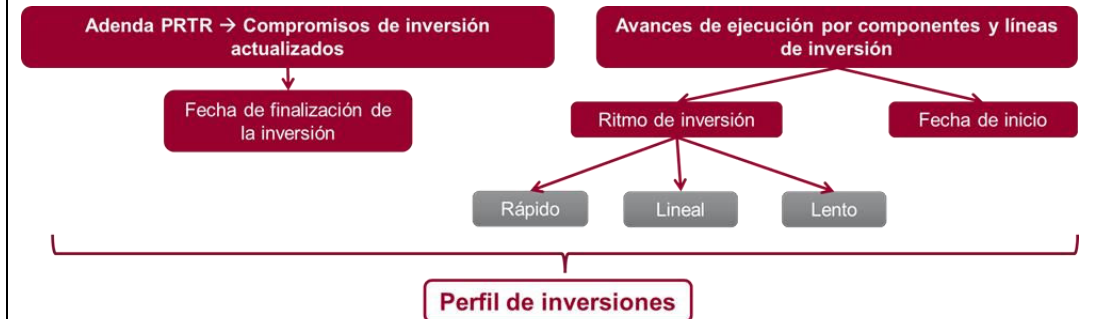 Adenda PRTR → Compromisos de inversión
actualizados
Avances de ejecución por componentes y líneas
de inversión
Fecha de finalización de
la inversión
Ritmo de inversión
Fecha de inicio
Rápido
Lineal
Lento
Perfil de inversiones